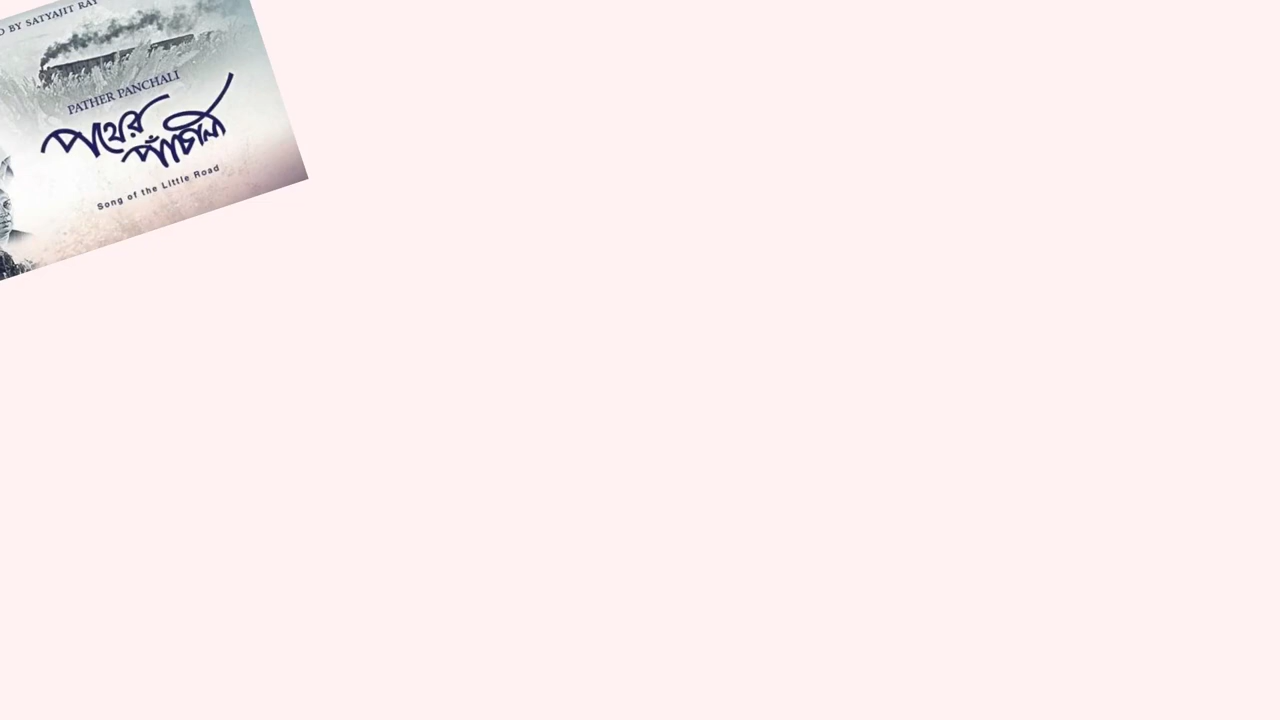 BY SATYAJIT RAY
PATHER PANCHALI
পথের
পাঁচালী
Song of the Little Road